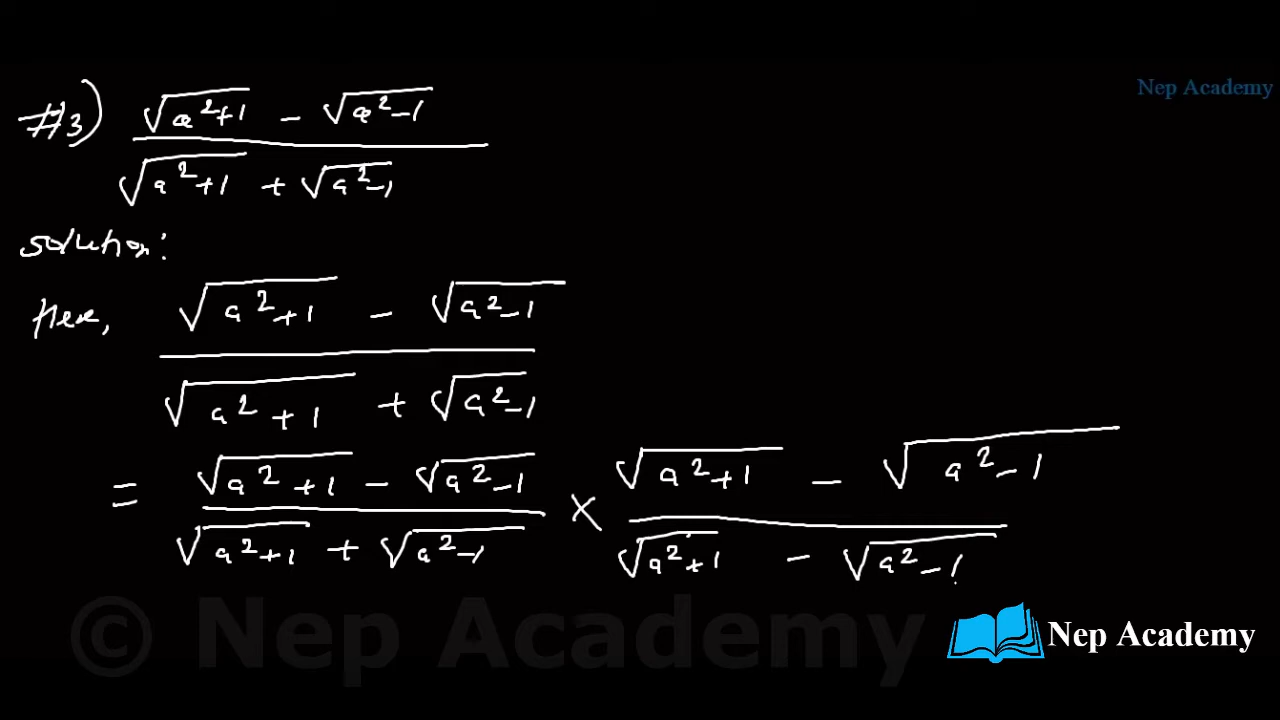 Nep Academy
#3) (√(a²+1) - √(a²-1)) / (√(a²+1) + √(a²-1))
solution:
Here, (√(a²+1) - √(a²-1)) / (√(a²+1) + √(a²-1))
= (√(a²+1) - √(a²-1)) / (√(a²+1) + √(a²-1)) × (√(a²+1) - √(a²-1)) / (√(a²+1) - √(a²-1))
© Nep Academy
Nep Academy